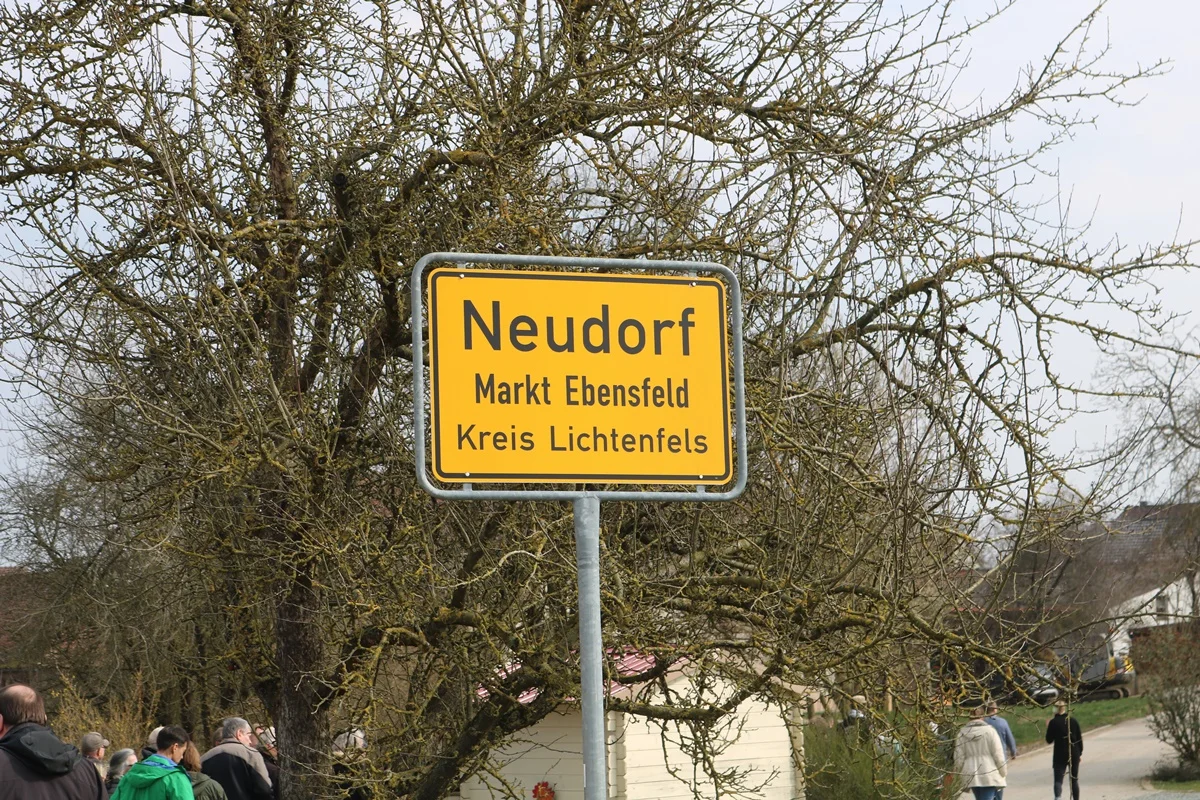 Neudorf
Markt Ebensfeld
Kreis Lichtenfels